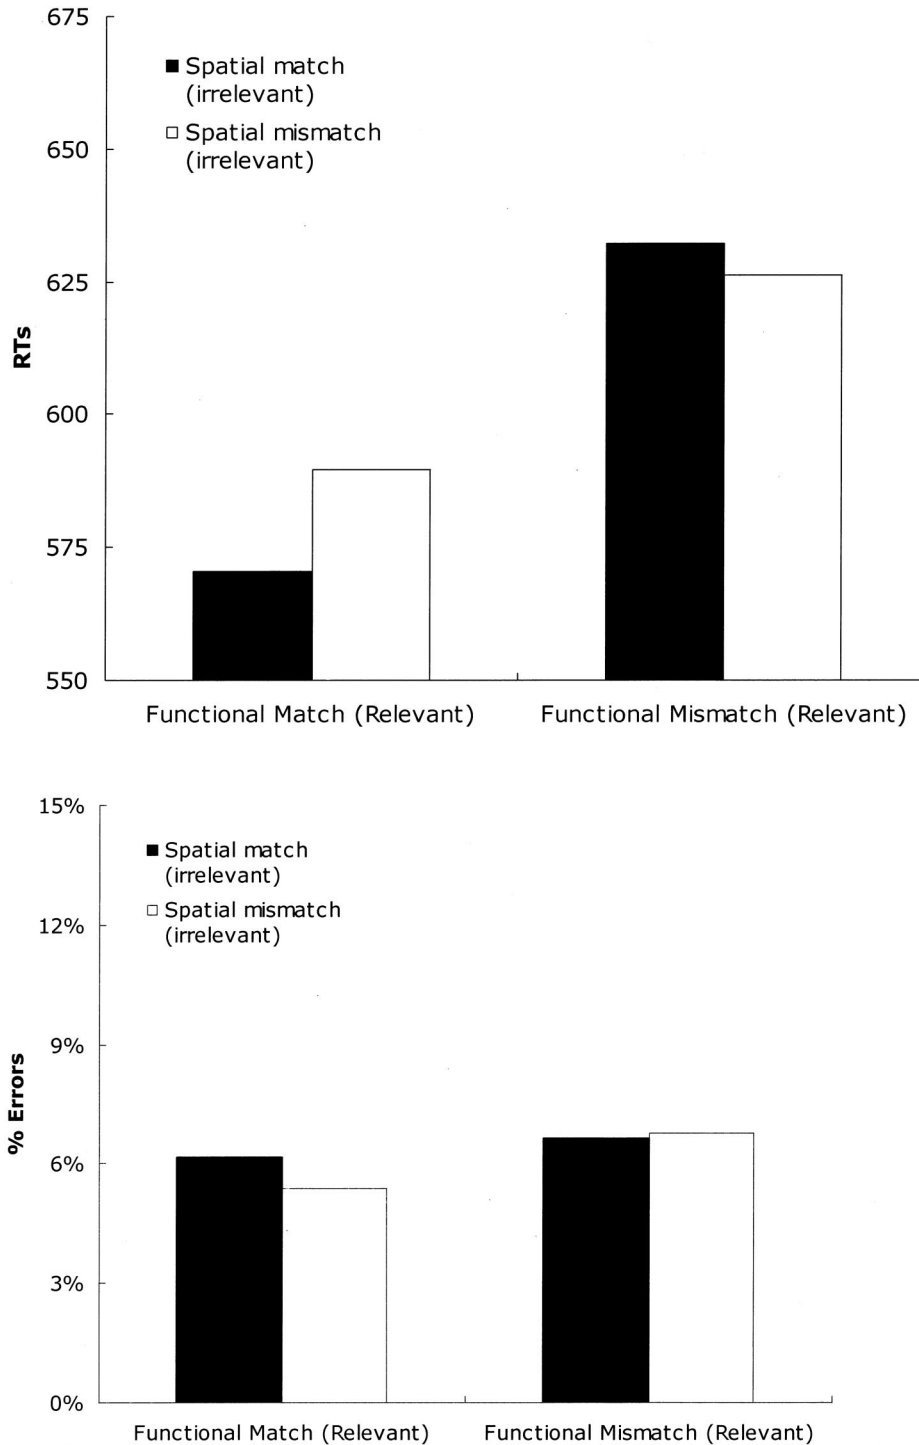 675
Spatial match
(irrelevant)
Spatial mismatch
(irrelevant)
650
625
RTs
600
575
550
Functional Match (Relevant)
Functional Mismatch (Relevant)
15%
Spatial match
(irrelevant)
Spatial mismatch
(irrelevant)
12%
9%
% Errors
6%
3%
0%
Functional Match (Relevant)
Functional Mismatch (Relevant)